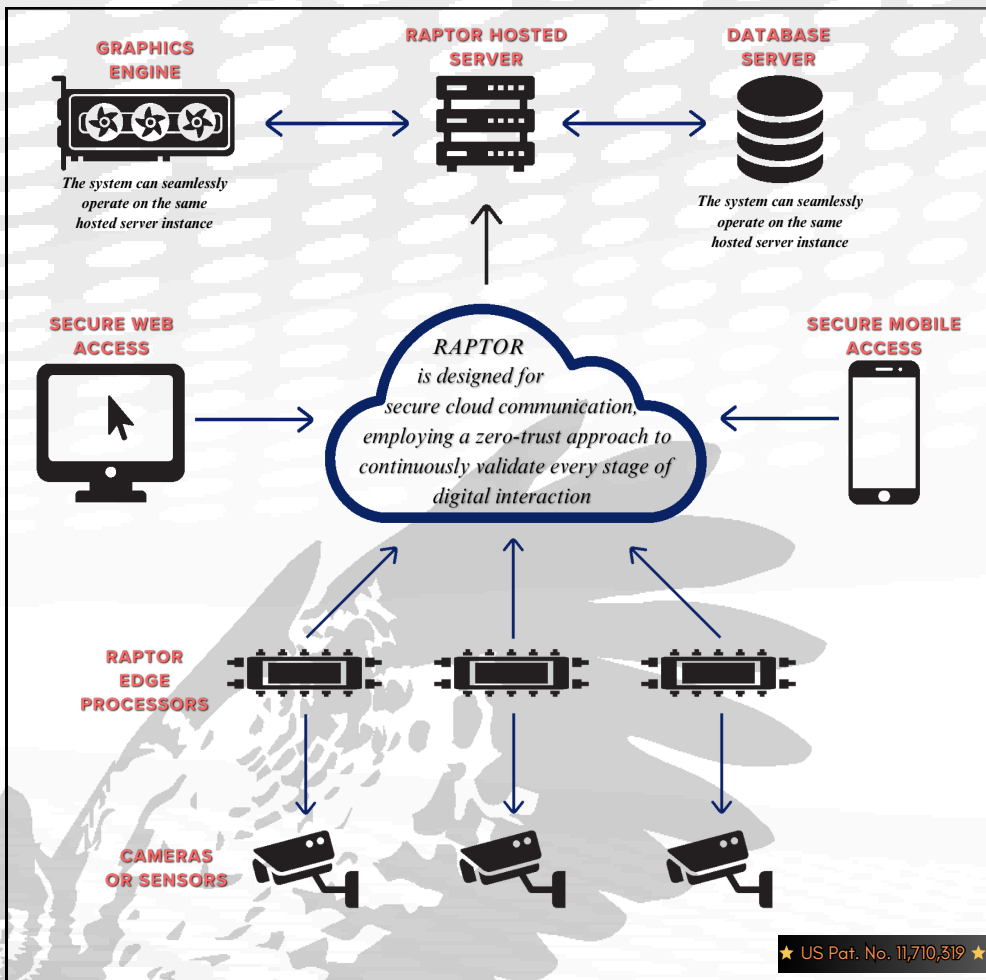 GRAPHICS
ENGINE
RAPTOR HOSTED
SERVER
DATABASE
SERVER
The system can seamlessly
operate on the same
hosted server instance
The system can seamlessly
operate on the same
hosted server instance
SECURE WEB
ACCESS
RAPTOR
is designed for
secure cloud communication,
employing a zero-trust approach to
continuously validate every stage of
digital interaction
SECURE MOBILE
ACCESS
RAPTOR
EDGE
PROCESSORS
CAMERAS
OR SENSORS
US Pat. No. 11,710,319